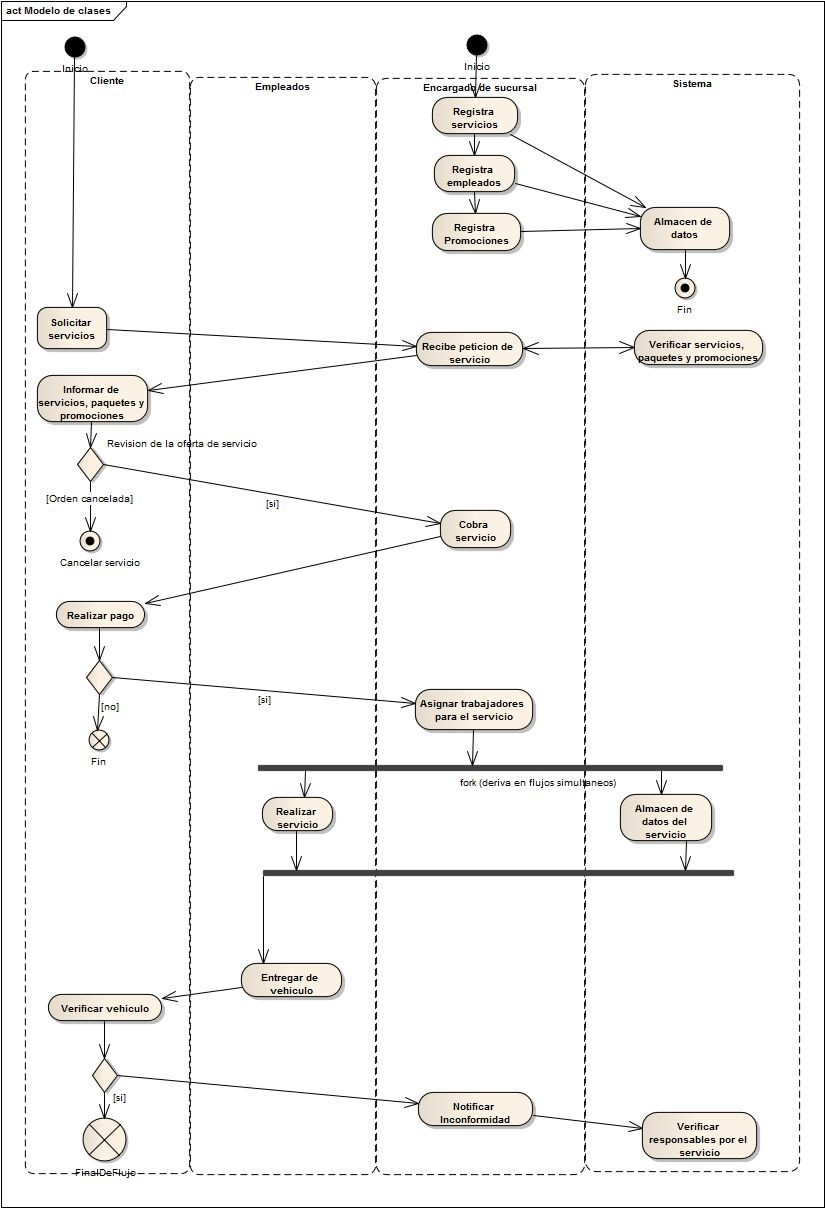 act Modelo de clases
Inicio
Inicio
Cliente
Empleados
Encargado de sucursal
Sistema
Registra
servicios
Registra
empleados
Registra
Promociones
Almacen de
datos
Fin
Solicitar
servicios
Recibe peticion de
servicio
Verificar servicios,
paquetes y promociones
Informar de
servicios, paquetes y
promociones
Revision de la oferta de servicio
[Orden cancelada]
[si]
Cancelar servicio
Cobra
servicio
Realizar pago
[si]
[no]
Fin
Asignar trabajadores
para el servicio
fork (deriva en flujos simultaneos)
Realizar
servicio
Almacen de
datos del
servicio
Entregar de
vehiculo
Verificar vehiculo
[si]
Notificar
Inconformidad
Verificar
responsables por el
servicio
FinalDeFlujo